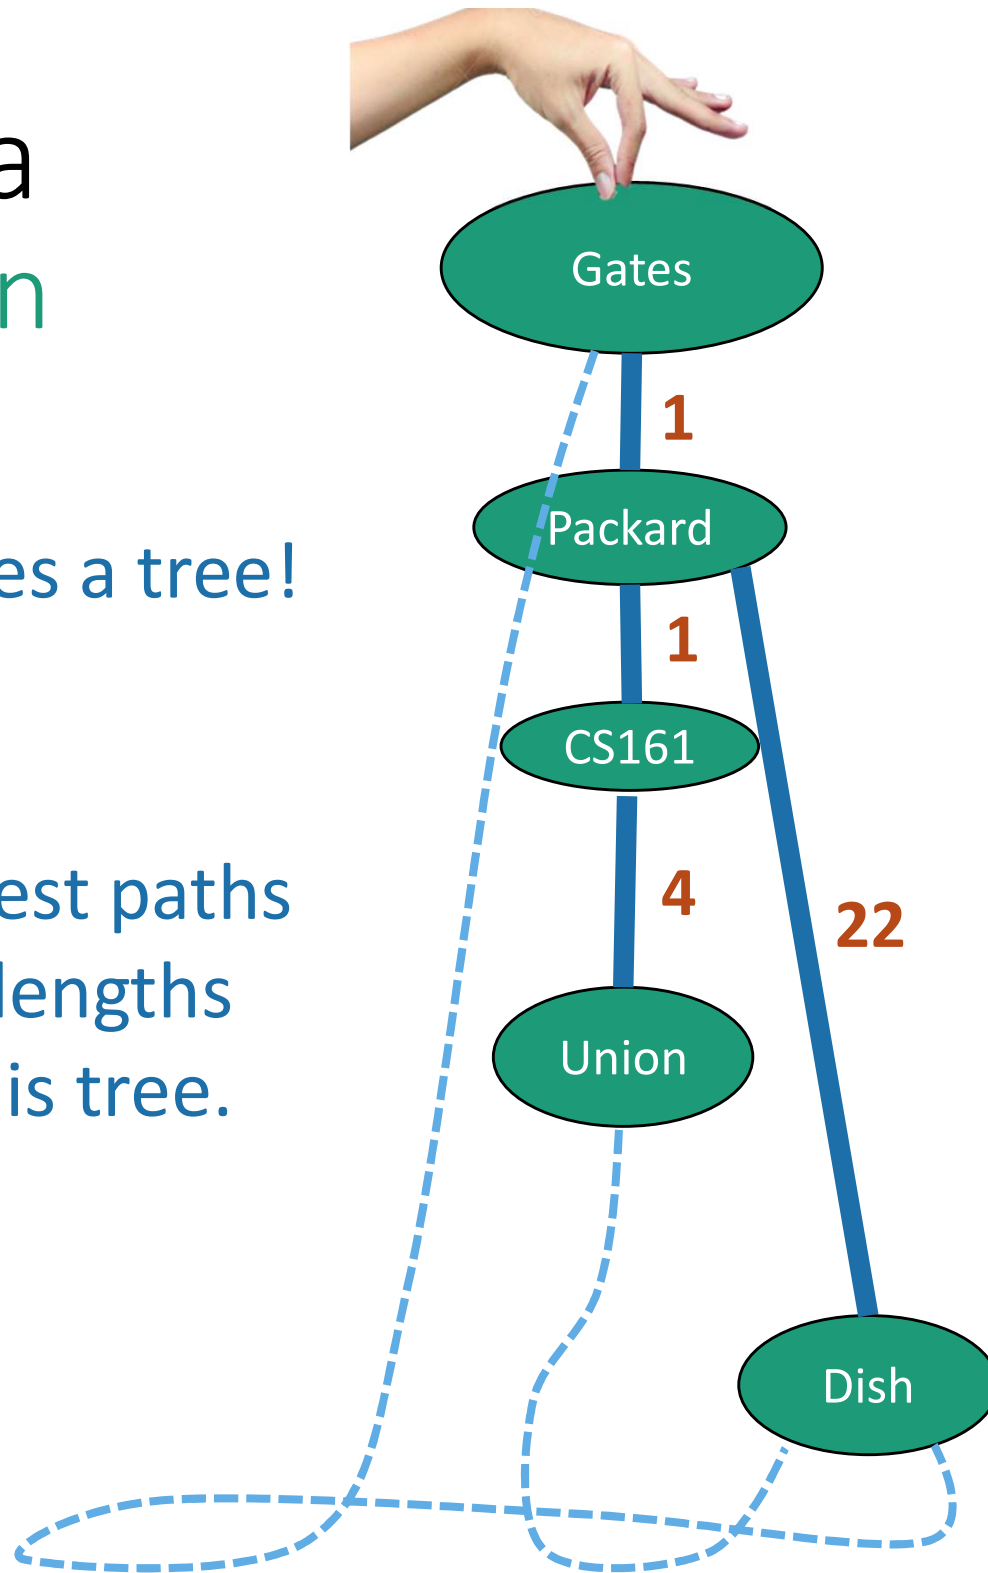 a
n
Gates
1
Packard
es a tree!
1
CS161
est paths
4
22
lengths
Union
is tree.
Dish